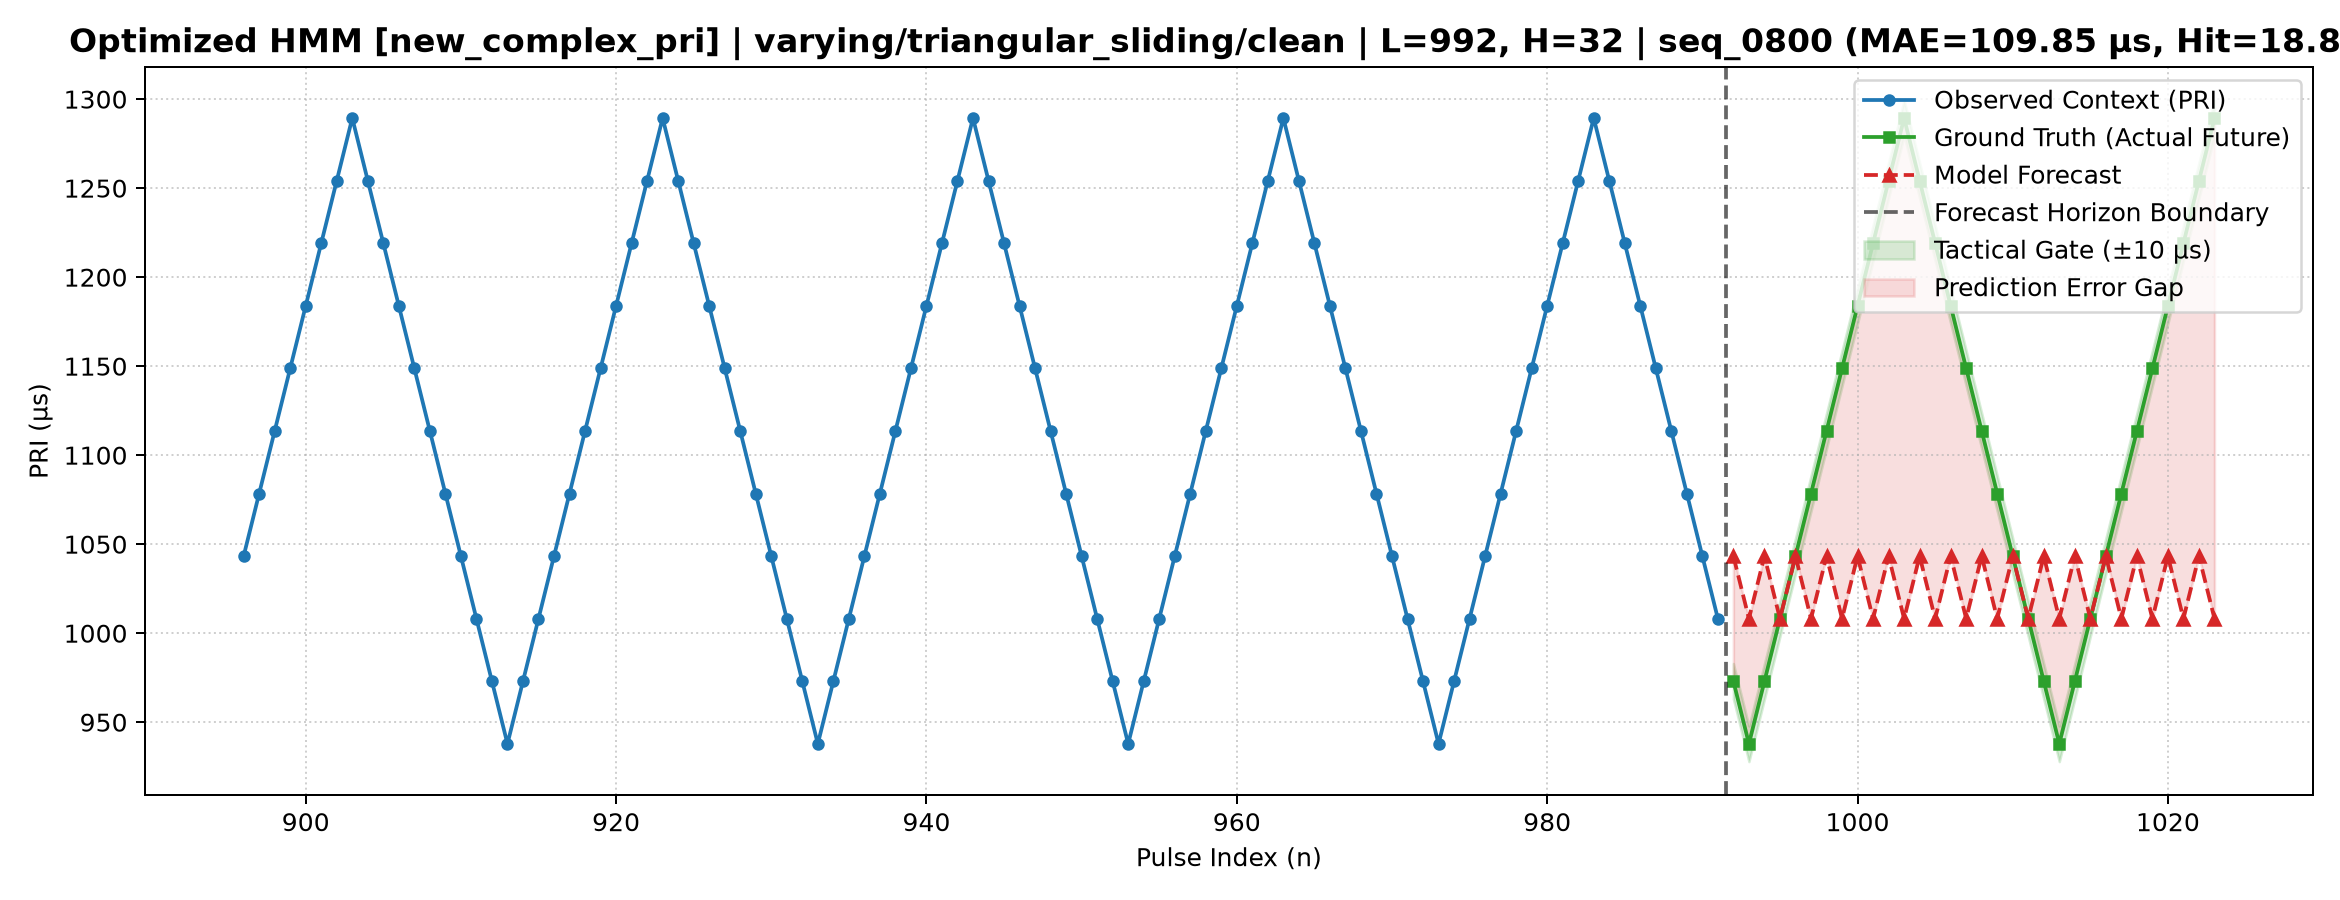 Optimized HMM [new_complex_pri] | varying/triangular_sliding/clean | L=992, H=32 | seq_0800 (MAE=109.85 µs, Hit=18.8
1300
1250
1200
1150
1100
1050
1000
950
PRI (µs)
Observed Context (PRI)
Ground Truth (Actual Future)
Model Forecast
Forecast Horizon Boundary
Tactical Gate (±10 µs)
Prediction Error Gap
900
920
940
960
980
1000
1020
Pulse Index (n)